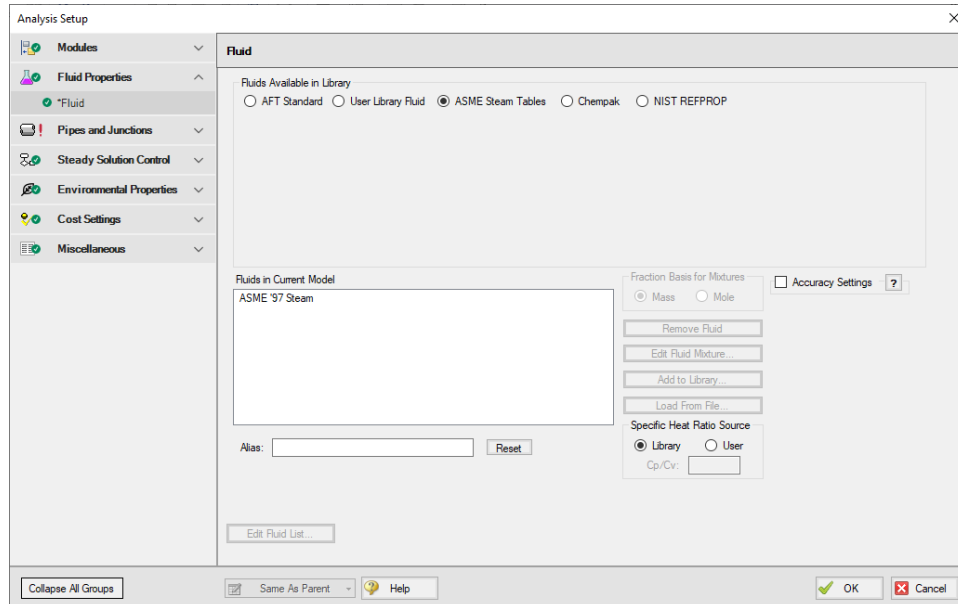 Analysis Setup
Modules
Fluid Properties
*Fluid
Pipes and Junctions
Steady Solution Control
Environmental Properties
Cost Settings
Miscellaneous
Collapse All Groups
Fluid
Fluids Available in Library
AFT Standard User Library Fluid ASME Steam Tables Chempak NIST REFPROP
Fluids in Current Model
ASME '97 Steam
Fraction Basis for Mixtures
Mass Mole
Accuracy Settings ?
Remove Fluid
Edit Fluid Mixture...
Add to Library...
Load From File...
Specific Heat Ratio Source
Library User
Cp/Cv:
Alias: Reset
Edit Fluid List...
Same As Parent Help OK Cancel